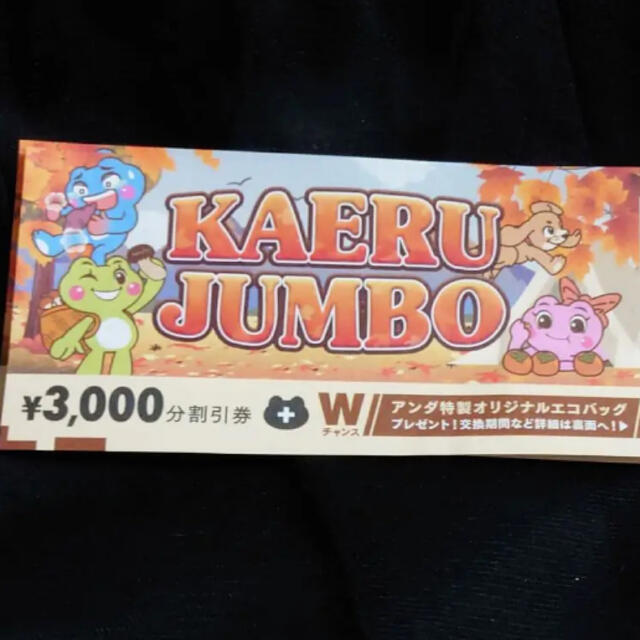 KAERU
JUMBO
¥3,000分割引券
Wチャンス
アンダ特製オリジナルエコバッグ
プレゼント!交換期間など詳細は裏面へ!▶